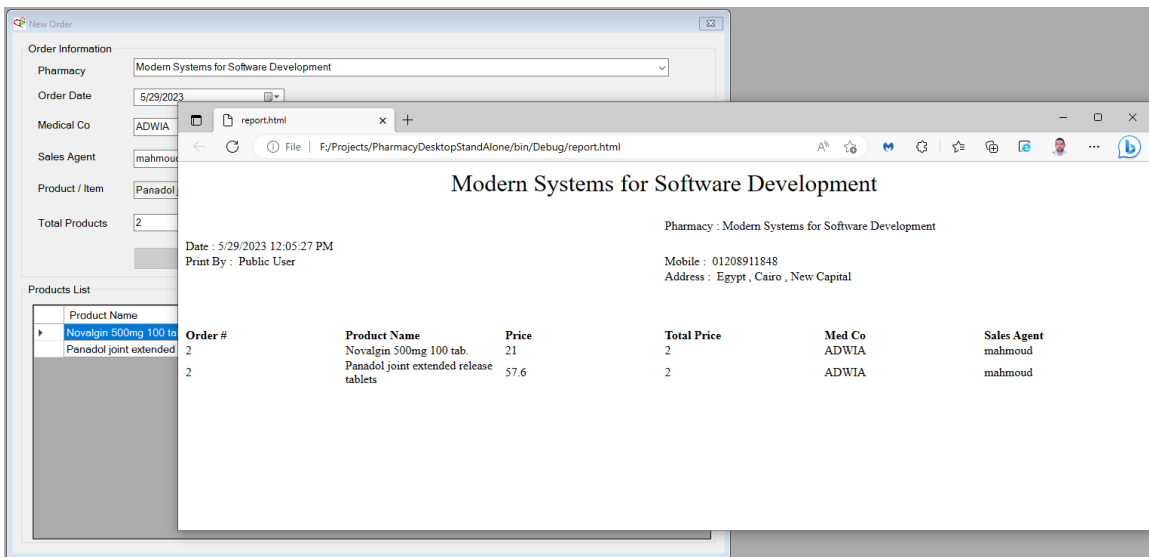 New Order
Order Information
Pharmacy Modern Systems for Software Development
Order Date 5/29/2023
Medical Co ADWIA
Sales Agent mahmoud
Product / Item Panadol j
Total Products 2
Products List
Product Name
Novalgin 500mg 100 ta
Panadol joint extended
report.html
File F:/Projects/PharmacyDesktopStandAlone/bin/Debug/report.html
Modern Systems for Software Development
Pharmacy : Modern Systems for Software Development
Date : 5/29/2023 12:05:27 PM
Print By : Public User Mobile : 01208911848
Address : Egypt , Cairo , New Capital
Order # Product Name Price Total Price Med Co Sales Agent
2 Novalgin 500mg 100 tab. 21 2 ADWIA mahmoud
2 Panadol joint extended release 57.6 2 ADWIA mahmoud
tablets